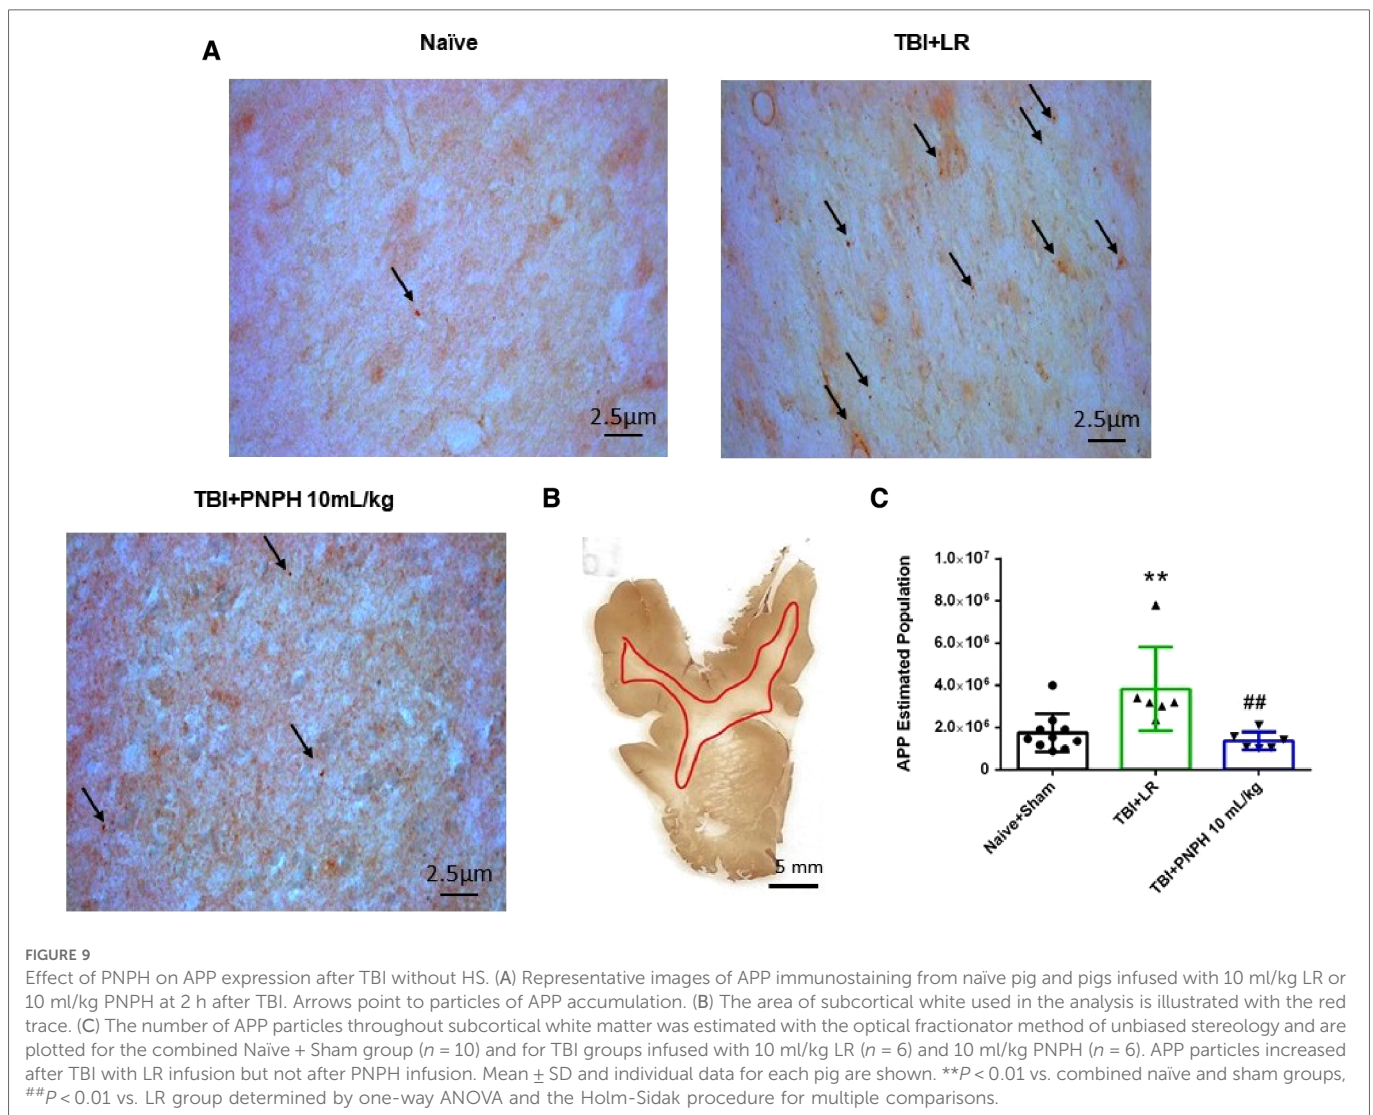 A
Naïve
TBI+LR
2.5µm
2.5µm
TBI+PNPH 10mL/kg
2.5µm
B
5 mm
C
APP Estimated Population
1.0×10⁷
8.0×10⁶
6.0×10⁶
4.0×10⁶
2.0×10⁶
0
**
##
Naïve+Sham
TBI+LR
TBI+PNPH 10 mL/kg
FIGURE 9
Effect of PNPH on APP expression after TBI without HS. (A) Representative images of APP immunostaining from naïve pig and pigs infused with 10 ml/kg LR or
10 ml/kg PNPH at 2 h after TBI. Arrows point to particles of APP accumulation. (B) The area of subcortical white used in the analysis is illustrated with the red
trace. (C) The number of APP particles throughout subcortical white matter was estimated with the optical fractionator method of unbiased stereology and are
plotted for the combined Naïve + Sham group (n = 10) and for TBI groups infused with 10 ml/kg LR (n = 6) and 10 ml/kg PNPH (n = 6). APP particles increased
after TBI with LR infusion but not after PNPH infusion. Mean ± SD and individual data for each pig are shown. **P < 0.01 vs. combined naïve and sham groups,
##P < 0.01 vs. LR group determined by one-way ANOVA and the Holm-Sidak procedure for multiple comparisons.